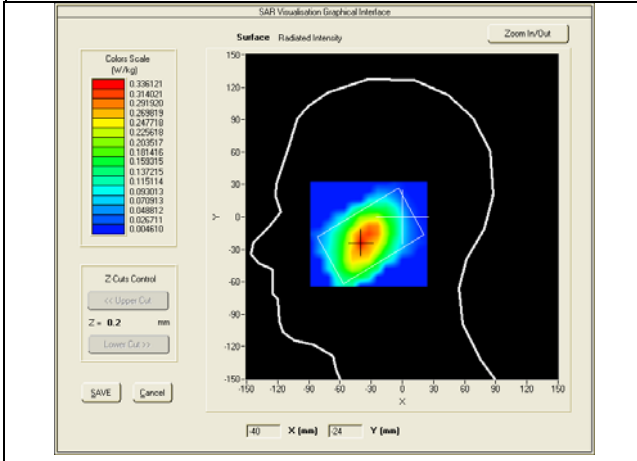 SAR Visualisation Graphical Interface
Surface Radiated Intensity
Zoom In/Out
Colors Scale
(W/kg)
0.336121
0.314021
0.291920
0.269819
0.247718
0.225618
0.203517
0.181416
0.159315
0.137215
0.115114
0.093013
0.070913
0.048812
0.026711
0.004610
Z Cuts Control
<< Upper Cut
Z = 0.2 mm
Lower Cut >>
SAVE Cancel
150-
120-
90-
60-
30-
0-
-30-
-60-
-90-
-120-
-150-
Y
-150 -120 -90 -60 -30 0 30 60 90 120 150
X
-40 X (mm) -24 Y (mm)